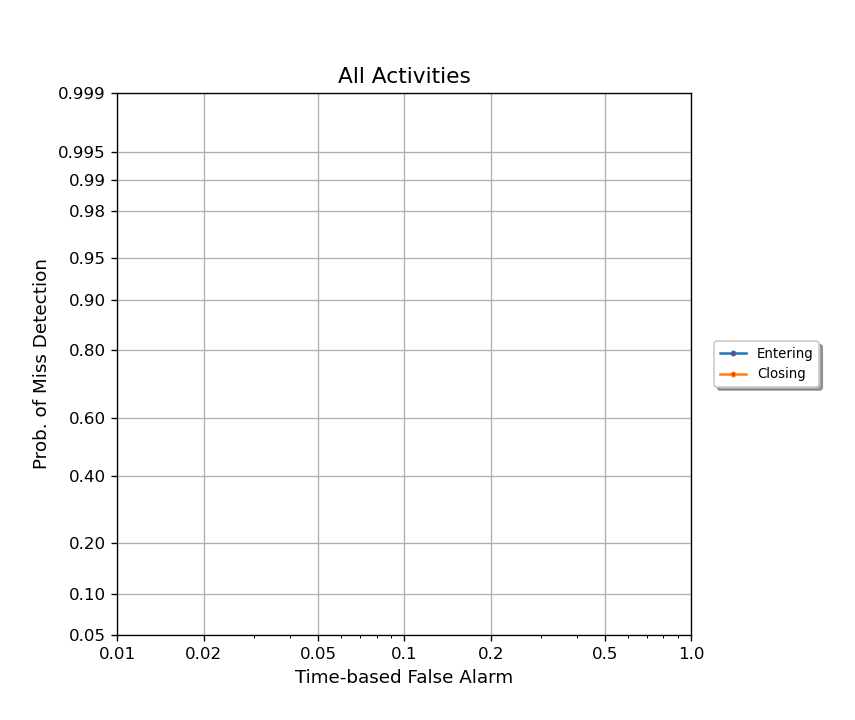 All Activities
0.999
0.995
0.99
0.98
0.95
0.90
0.80
0.60
0.40
0.20
0.10
0.05
Prob. of Miss Detection
0.01 0.02 0.05 0.1 0.2 0.5 1.0
Time-based False Alarm
Entering
Closing